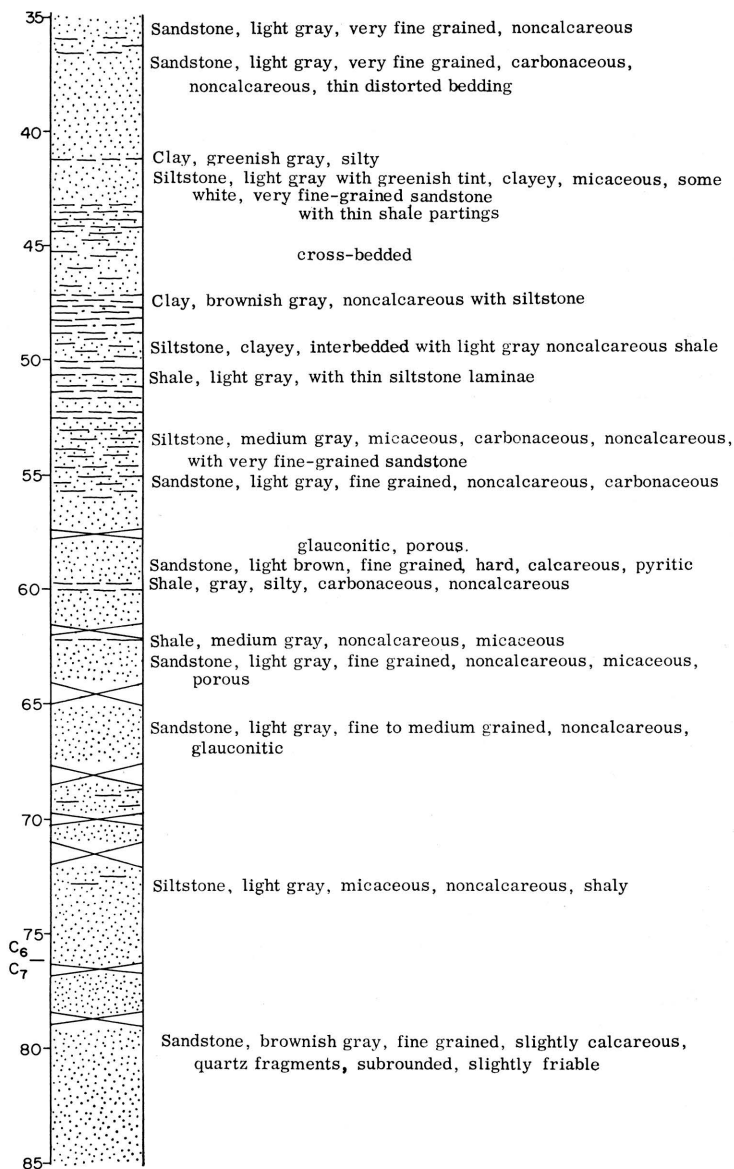 35
Sandstone, light gray, very fine grained, noncalcareous
Sandstone, light gray, very fine grained, carbonaceous,
noncalcareous, thin distorted bedding
40
Clay, greenish gray, silty
Siltstone, light gray with greenish tint, clayey, micaceous, some
white, very fine-grained sandstone
with thin shale partings
45
cross-bedded
Clay, brownish gray, noncalcareous with siltstone
Siltstone, clayey, interbedded with light gray noncalcareous shale
50
Shale, light gray, with thin siltstone laminae
Siltstone, medium gray, micaceous, carbonaceous, noncalcareous,
with very fine-grained sandstone
55
Sandstone, light gray, fine grained, noncalcareous, carbonaceous
glauconitic, porous.
Sandstone, light brown, fine grained, hard, calcareous, pyritic
60
Shale, gray, silty, carbonaceous, noncalcareous
Shale, medium gray, noncalcareous, micaceous
Sandstone, light gray, fine grained, noncalcareous, micaceous,
porous
65
Sandstone, light gray, fine to medium grained, noncalcareous,
glauconitic
70
Siltstone, light gray, micaceous, noncalcareous, shaly
75
C6
C7
80
Sandstone, brownish gray, fine grained, slightly calcareous,
quartz fragments, subrounded, slightly friable
85